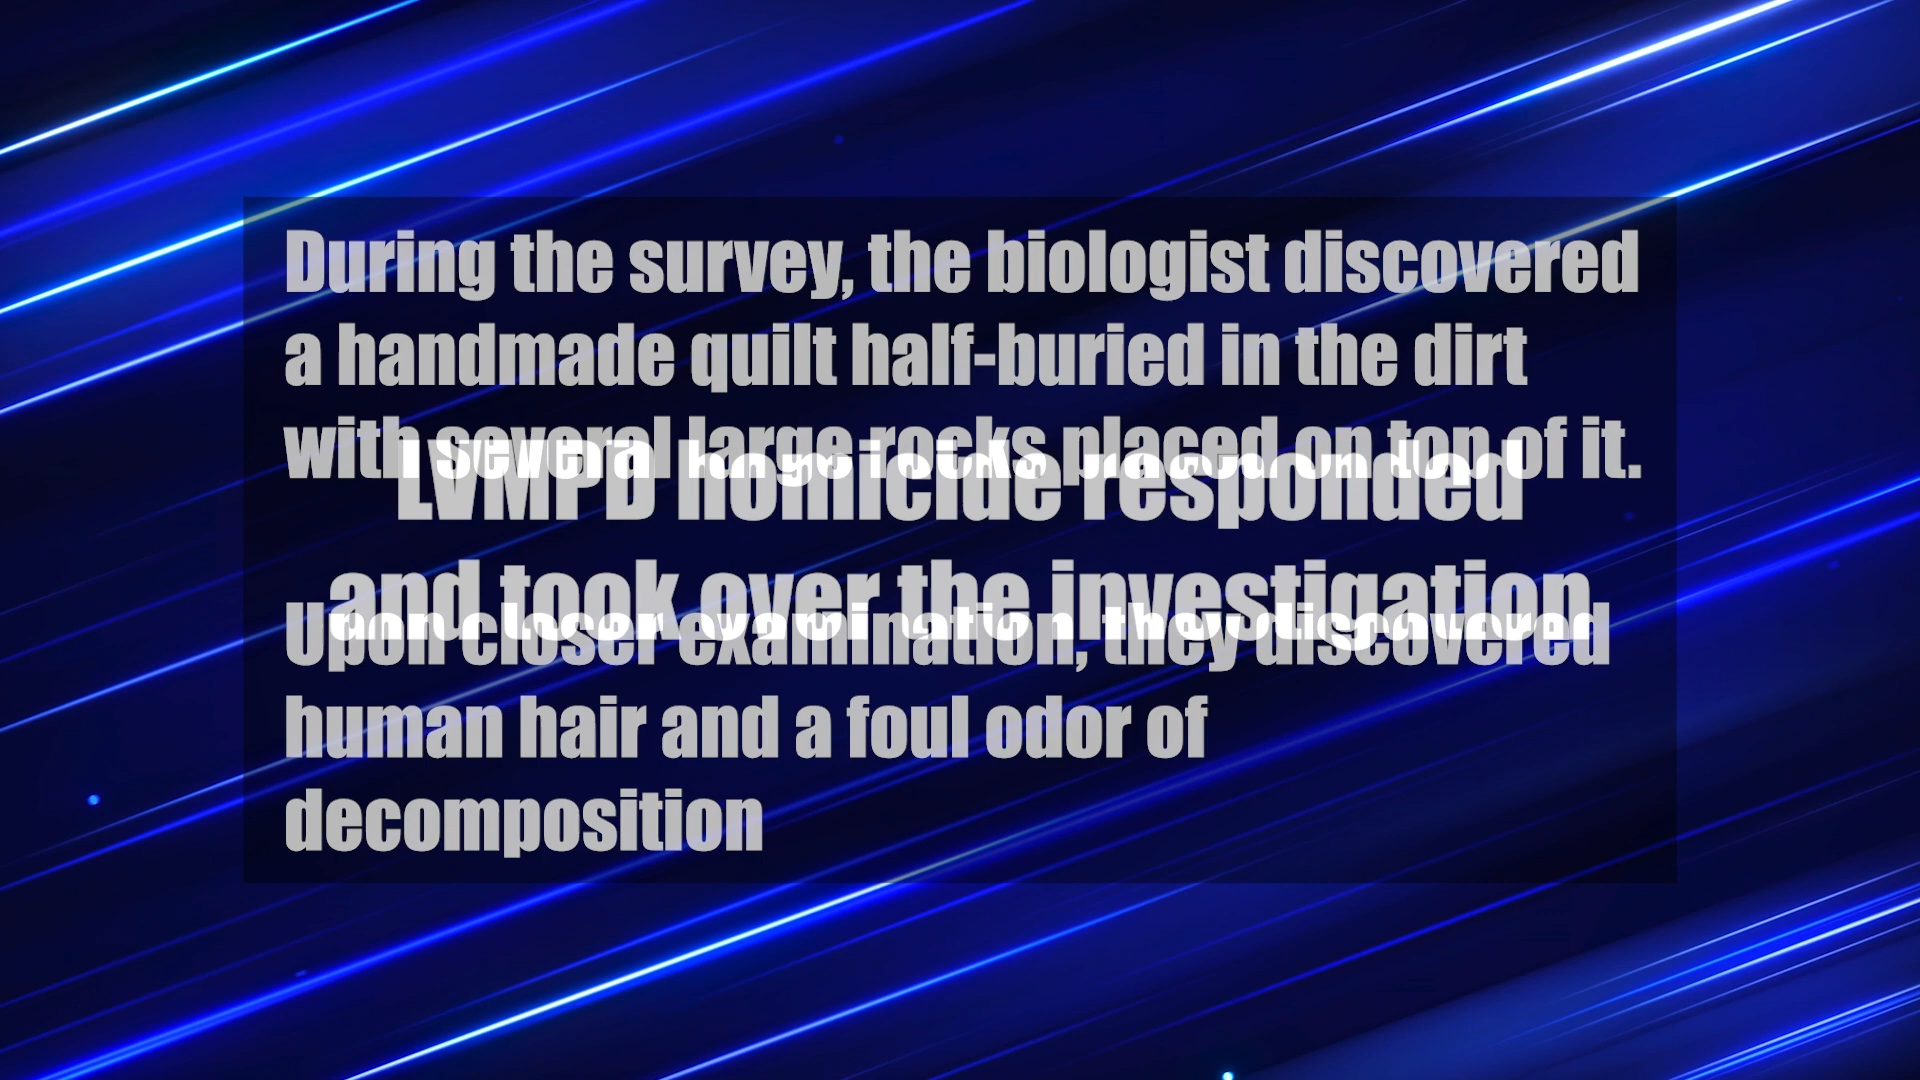 During the survey, the biologist discovered
a handmade quilt half-buried in the dirt
with several large rocks placed on top of it.
LVMPD homicide responded
and took over the investigation
Upon closer examination, they discovered
human hair and a foul odor of
decomposition